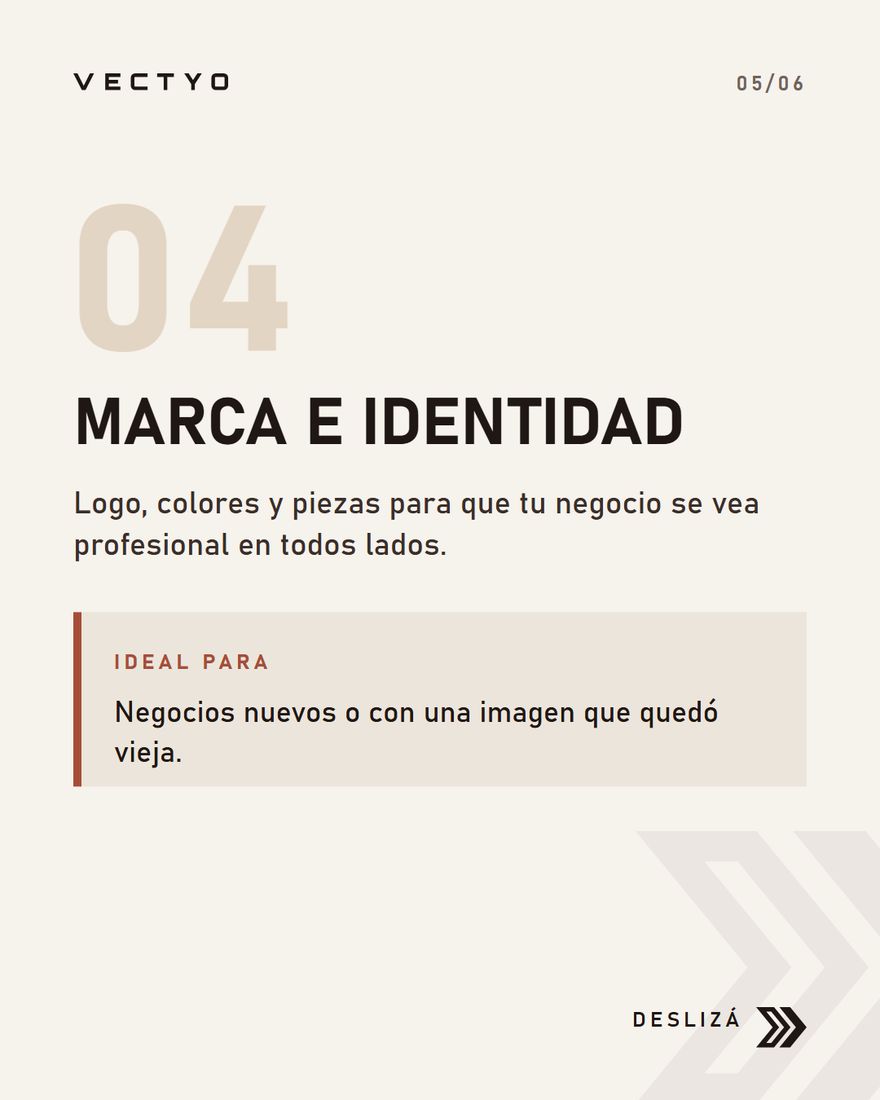 VECTYO
05/06
04
MARCA E IDENTIDAD
Logo, colores y piezas para que tu negocio se vea
profesional en todos lados.
IDEAL PARA
Negocios nuevos o con una imagen que quedó
vieja.
DESLIZÁ